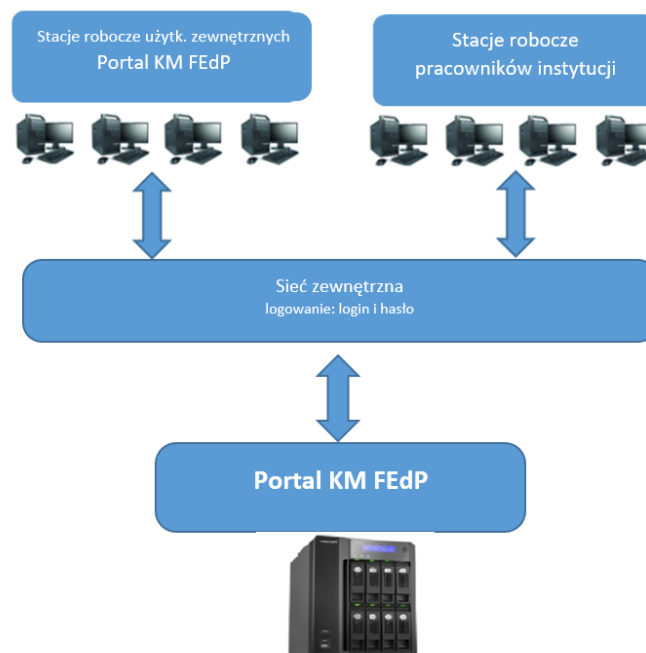 Stacje robocze użytk. zewnętrznych
Portal KM FEdP
Stacje robocze
pracowników instytucji
Sieć zewnętrzna
logowanie: login i hasło
Portal KM FEdP